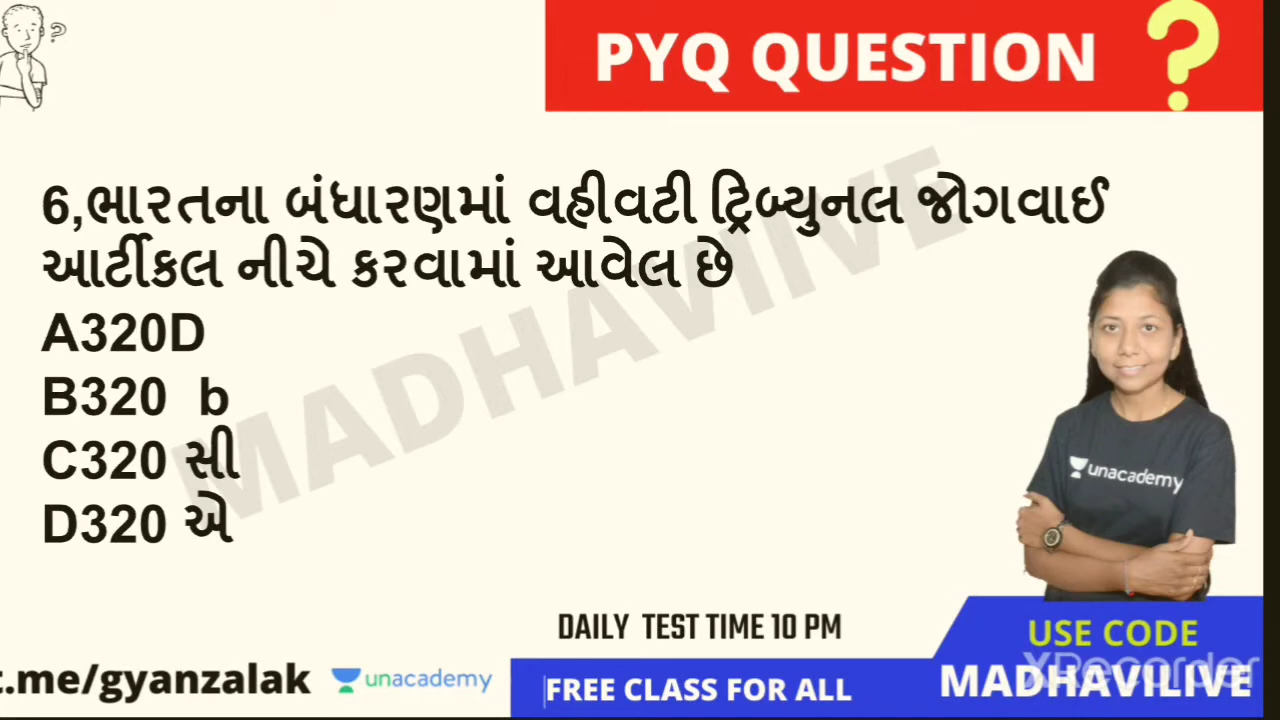 ?
PYQ QUESTION
?
6,ભારતના બંધારણમાં વહીવટી ટ્રિબ્યુનલ જોગવાઈ
આર્ટીકલ નીચે કરવામાં આવેલ છે
A320D
B320 b
C320 સી
D320 એ
MADHAVILIVE
unacademy
DAILY TEST TIME 10 PM
USE CODE
t.me/gyanzalak
unacademy
FREE CLASS FOR ALL
XRecorder
MADHAVILIVE